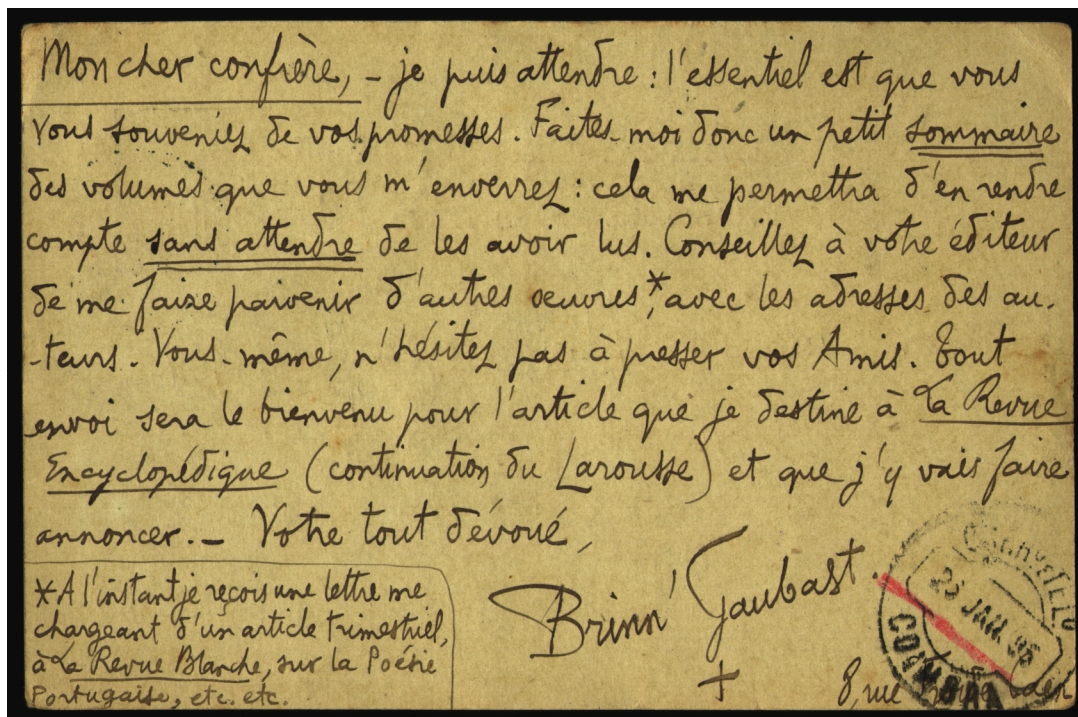 Mon cher confrère, - je puis attendre : l'essentiel est que vous
vous souveniez de vos promesses. Faites-moi donc un petit sommaire
des volumes que vous m'enverrez : cela me permettra d'en rendre
compte sans attendre de les avoir lus. Conseillez à votre éditeur
de me faire parvenir d'autres oeuvres*, avec les adresses des au-
-teurs. Vous-même, n'hésitez pas à presser vos Amis. Tout
envoi sera le bienvenu pour l'article que je destine à La Revue
Encyclopédique (continuation du Larousse) et que j'y vais faire
annoncer. - Votre tout dévoué,
Brinn' Gaubast.
*A l'instant je reçois une lettre me
chargeant d'un article trimestriel,
à La Revue Blanche, sur la Poésie
Portugaise, etc. etc.
+
8, rue
25 JAN. 95
COIMBRA